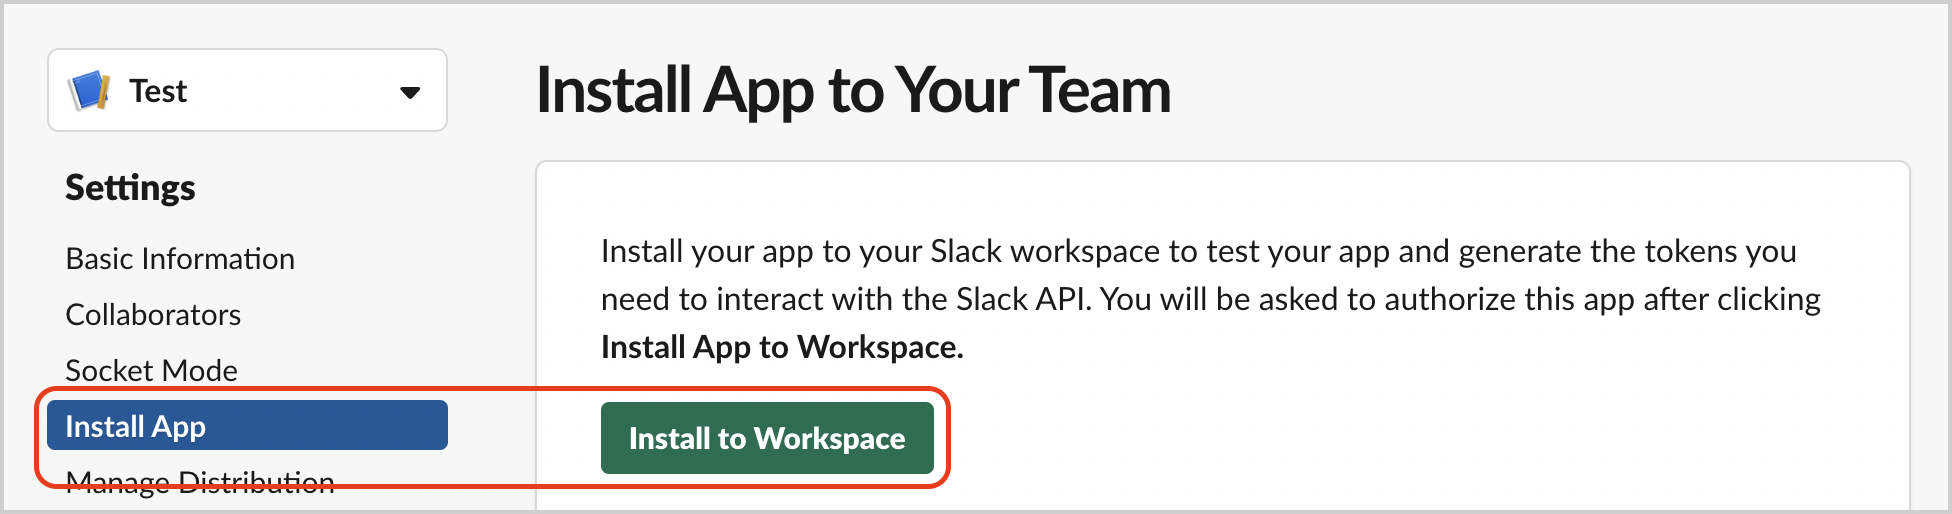 Test
Settings
Basic Information
Collaborators
Socket Mode
Install App
Manage Distribution
Install App to Your Team
Install your app to your Slack workspace to test your app and generate the tokens you
need to interact with the Slack API. You will be asked to authorize this app after clicking
Install App to Workspace.
Install to Workspace